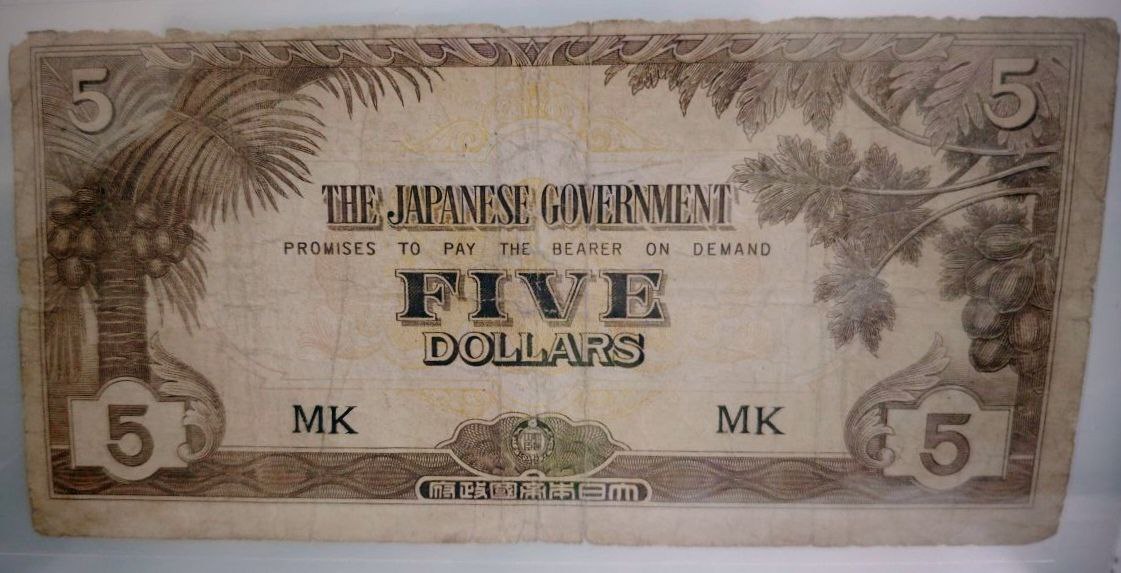 5 5
THE JAPANESE GOVERNMENT
PROMISES TO PAY THE BEARER ON DEMAND
FIVE
DOLLARS
MK MK
5 5
大日本帝國政府